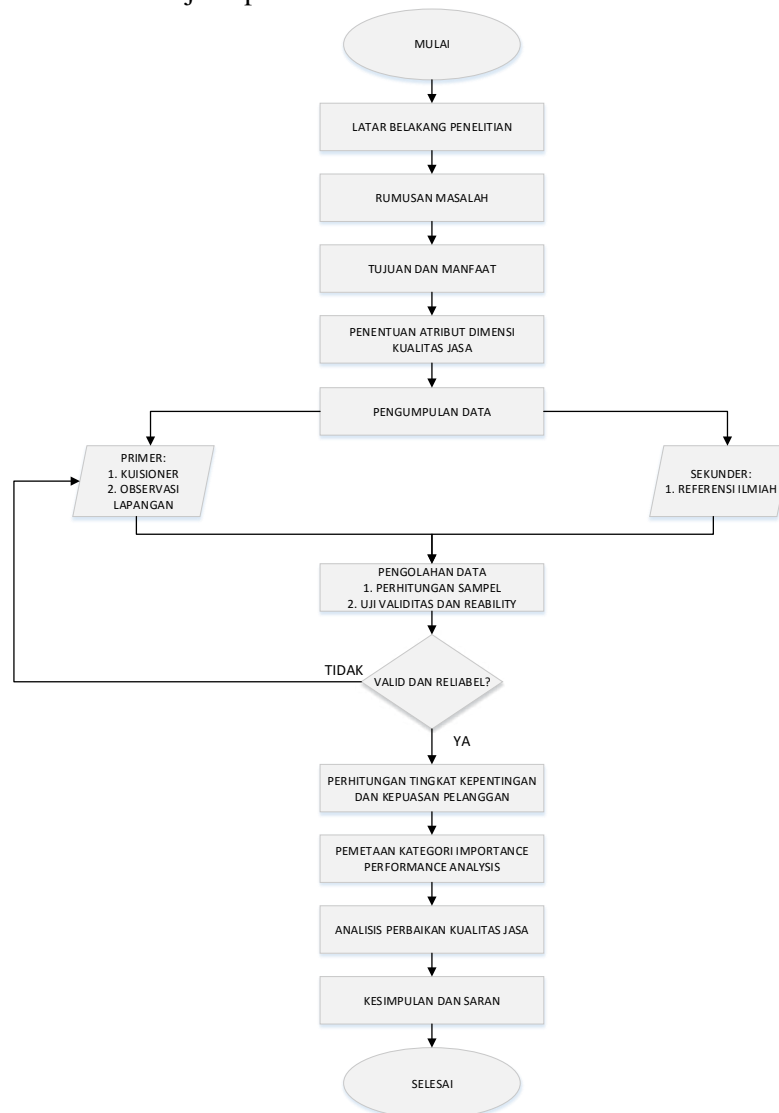 MULAI
LATAR BELAKANG PENELITIAN
RUMUSAN MASALAH
TUJUAN DAN MANFAAT
PENENTUAN ATRIBUT DIMENSI
KUALITAS JASA
PENGUMPULAN DATA
PRIMER:
1. KUISIONER
2. OBSERVASI
LAPANGAN
SEKUNDER:
1. REFERENSI ILMIAH
PENGOLAHAN DATA
1. PERHITUNGAN SAMPEL
2. UJI VALIDITAS DAN REABILITY
VALID DAN RELIABEL?
TIDAK
YA
PERHITUNGAN TINGKAT KEPENTINGAN
DAN KEPUASAN PELANGGAN
PEMETAAN KATEGORI IMPORTANCE
PERFORMANCE ANALYSIS
ANALISIS PERBAIKAN KUALITAS JASA
KESIMPULAN DAN SARAN
SELESAI